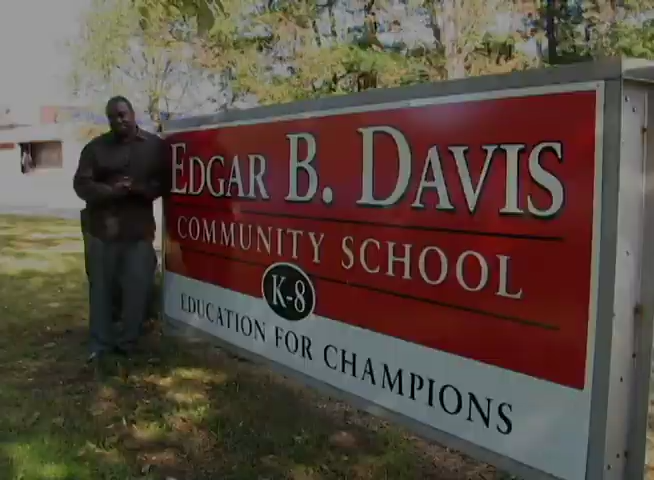 EDGAR B. DAVIS
COMMUNITY SCHOOL
K-8
EDUCATION FOR CHAMPIONS